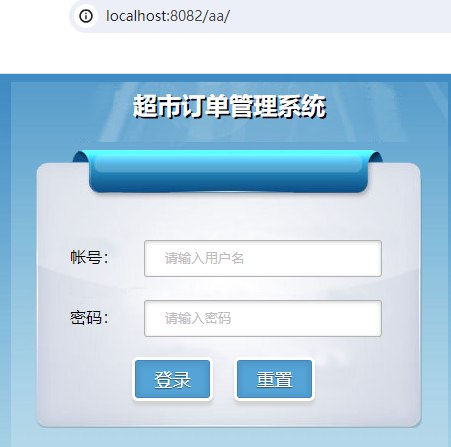 localhost:8082/aa/
超市订单管理系统
帐号：
请输入用户名
密码：
请输入密码
登录 重置